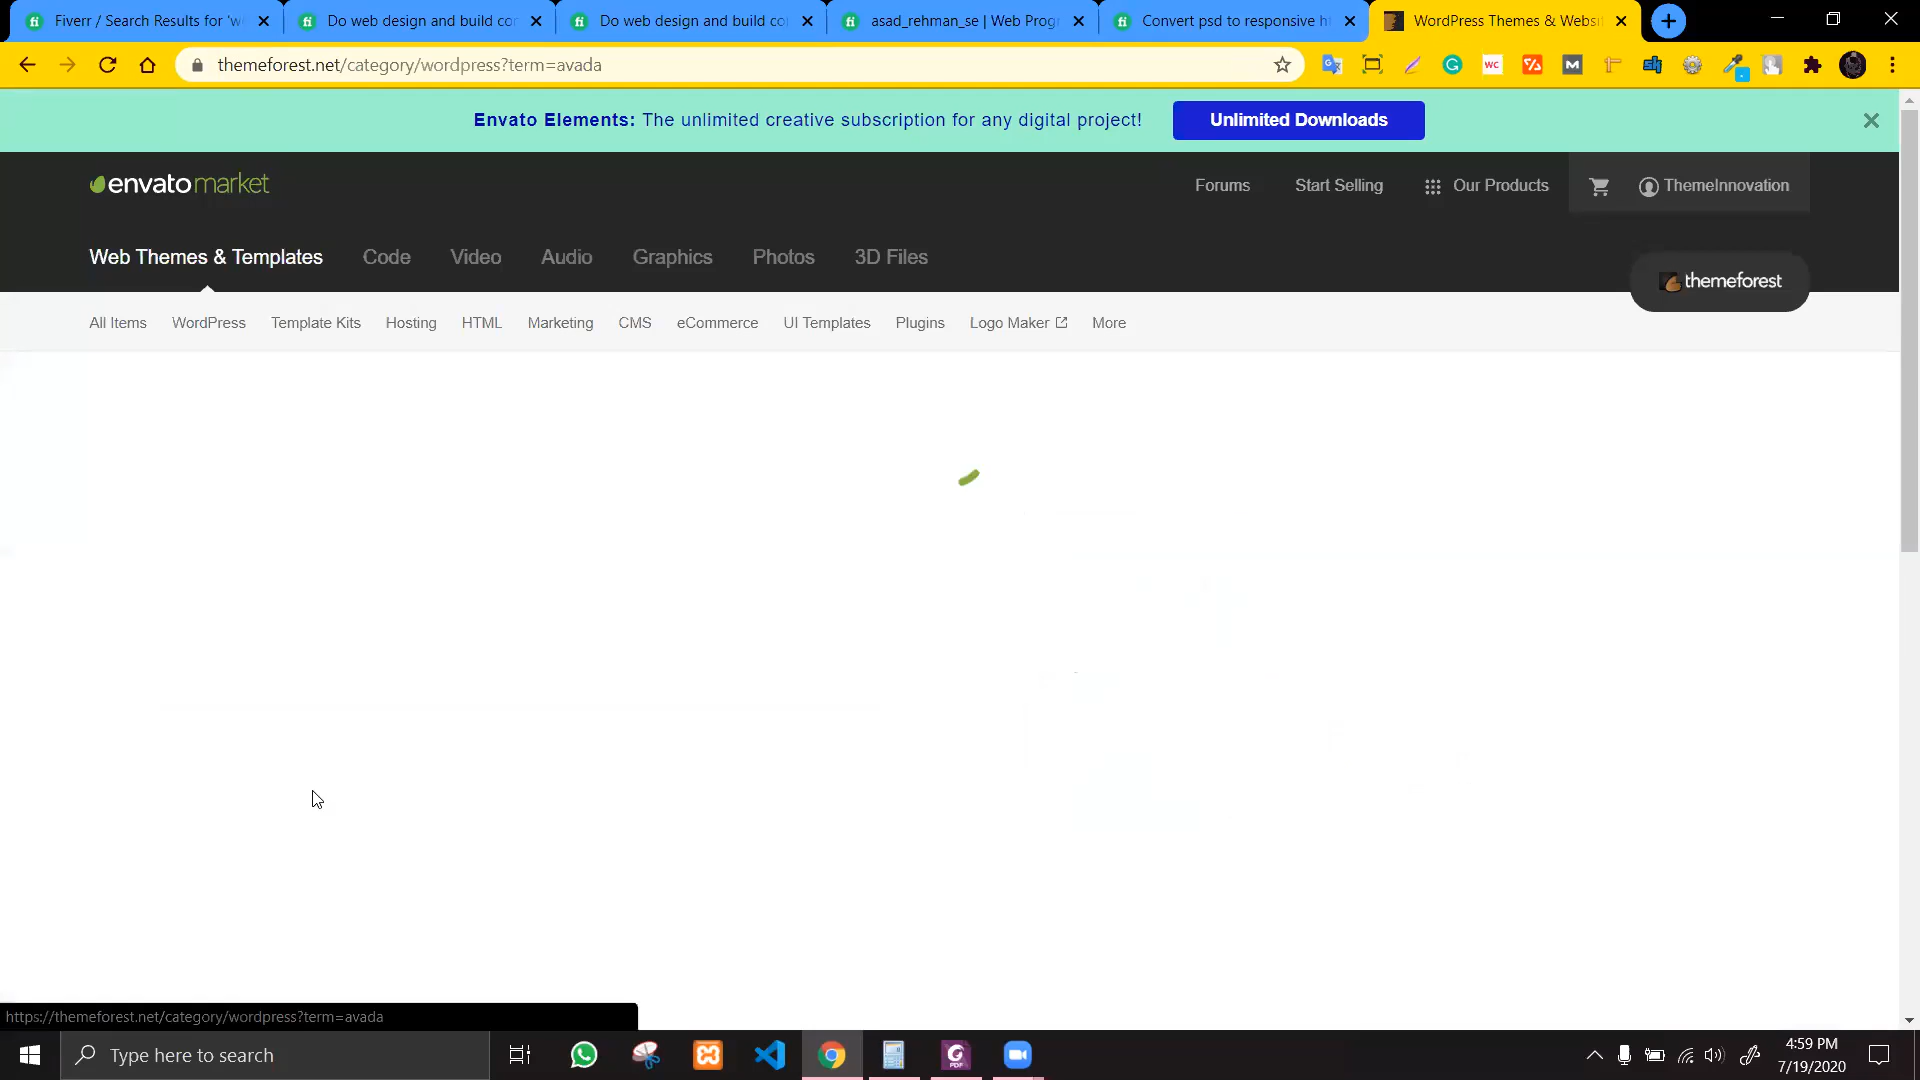 Fiverr / Search Results for 'w
Do web design and build co
Do web design and build co
asad_rehman_se | Web Prog
Convert psd to responsive h
WordPress Themes & Websi
themeforest.net/category/wordpress?term=avada
Envato Elements: The unlimited creative subscription for any digital project!
Unlimited Downloads
envatomarket
Forums
Start Selling
Our Products
ThemeInnovation
Web Themes & Templates
Code
Video
Audio
Graphics
Photos
3D Files
themeforest
All Items
WordPress
Template Kits
Hosting
HTML
Marketing
CMS
eCommerce
UI Templates
Plugins
Logo Maker
More
https://themeforest.net/category/wordpress?term=avada
Type here to search
4:59 PM
7/19/2020